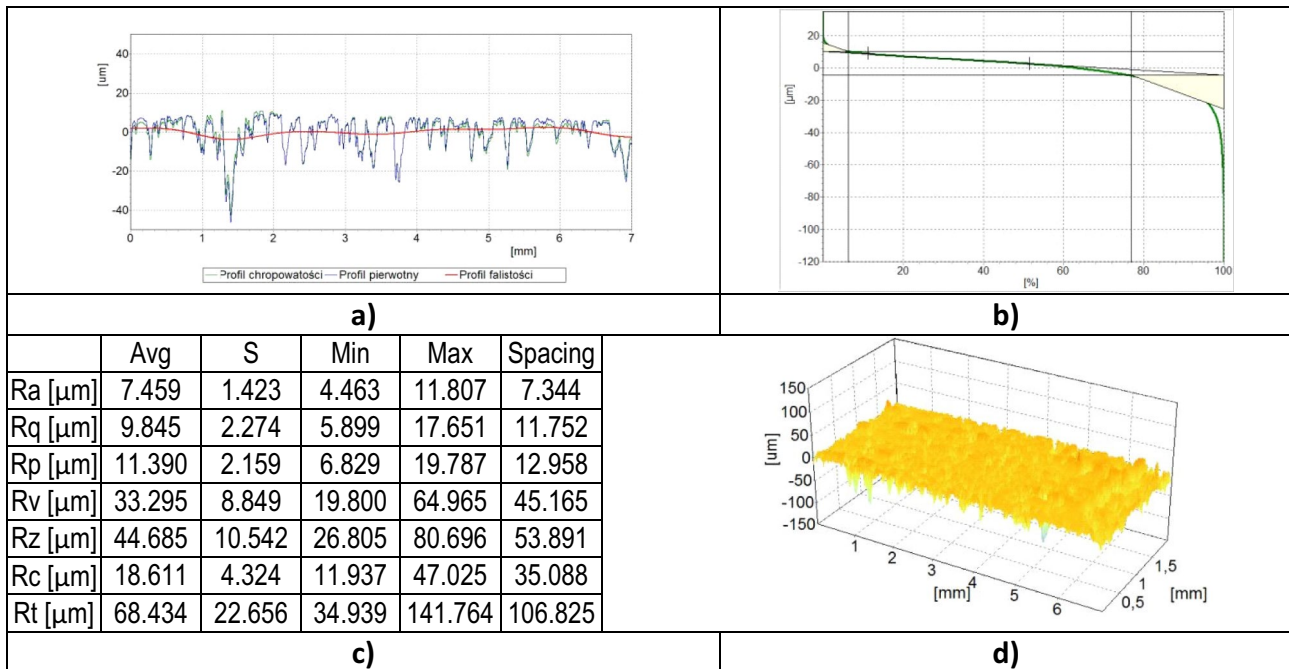 40
20
0
-20
-40
[um]
0 1 2 3 4 5 6 7
[mm]
Profil chropowatości Profil pierwotny Profil falistości
20
0
-20
-40
-60
-80
-100
-120
[µm]
20 40 60 80 100
[%]
a) b)
Avg S Min Max Spacing
Ra [µm] 7.459 1.423 4.463 11.807 7.344
Rq [µm] 9.845 2.274 5.899 17.651 11.752
Rp [µm] 11.390 2.159 6.829 19.787 12.958
Rv [µm] 33.295 8.849 19.800 64.965 45.165
Rz [µm] 44.685 10.542 26.805 80.696 53.891
Rc [µm] 18.611 4.324 11.937 47.025 35.088
Rt [µm] 68.434 22.656 34.939 141.764 106.825
150
100
50
0
-50
-100
-150
[um]
1 2 3 4 5 6
[mm]
0,5 1 1,5
[mm]
c) d)